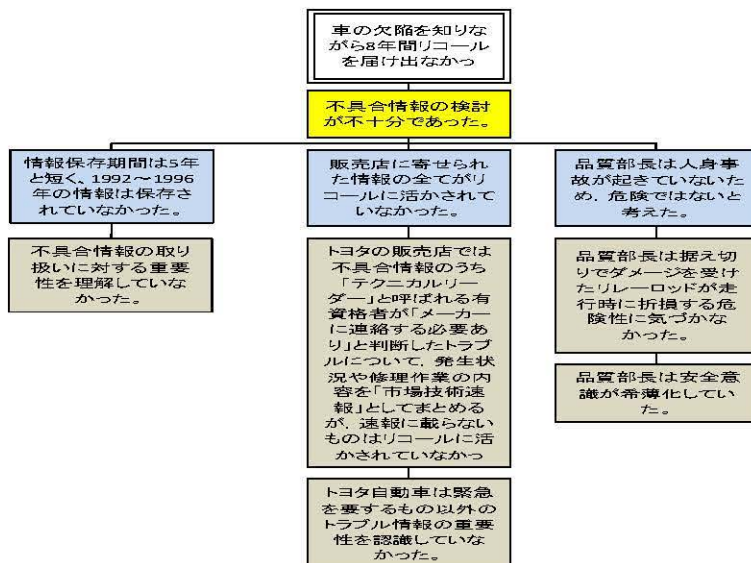 車の欠陥を知りな
がら8年間リコール
を届け出なかっ
不具合情報の検討
が不十分であった。
情報保存期間は5年
と短く、1992～1996
年の情報は保存さ
れていなかった。
不具合情報の取り
扱いに対する重要
性を理解していな
かった。
販売店に寄せられ
た情報の全てがリ
コールに活かされて
いなかった。
トヨタの販売店では
不具合情報のうち
「テクニカルリー
ダー」と呼ばれる有
資格者が「メーカー
に連絡する必要あ
り」と判断したトラブ
ルについて，発生状
況や修理作業の内
容を「市場技術速
報」としてまとめる
が，速報に載らない
ものはリコールに活
かされていなかっ
トヨタ自動車は緊急
を要するもの以外の
トラブル情報の重要
性を認識していな
かった。
品質部長は人身事
故が起きていないた
め，危険ではないと
考えた。
品質部長は据え切
りでダメージを受け
たリレーロッドが走
行時に折損する危
険性に気づかな
かった。
品質部長は安全意
識が希薄化してい
た。